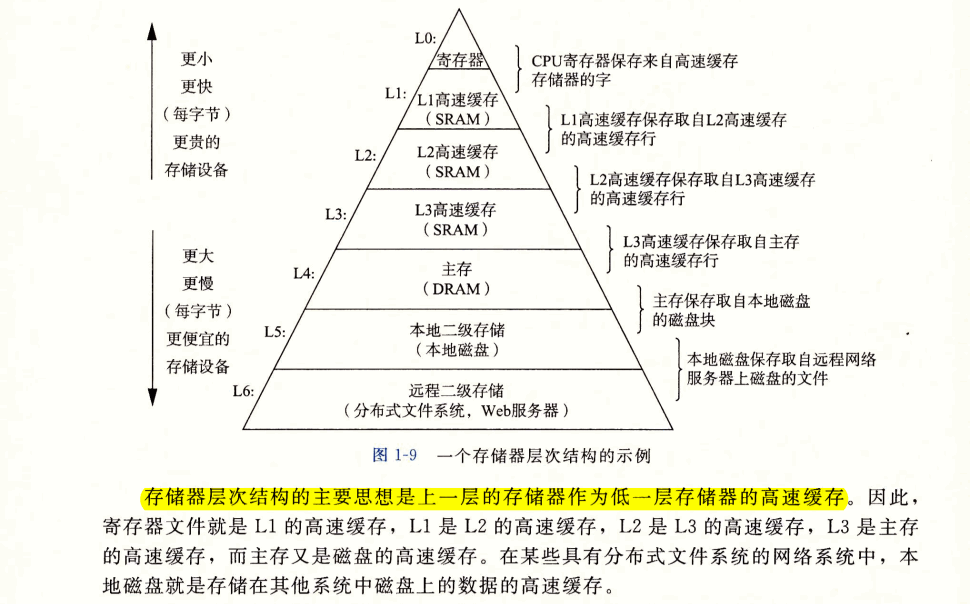 更小
更快
（每字节）
更贵的
存储设备
更大
更慢
（每字节）
更便宜的
存储设备
L0:
寄存器
CPU寄存器保存来自高速缓存
存储器的字
L1:
L1高速缓存
（SRAM）
L1高速缓存保存取自L2高速缓存
的高速缓存行
L2:
L2高速缓存
（SRAM）
L2高速缓存保存取自L3高速缓存
的高速缓存行
L3:
L3高速缓存
（SRAM）
L3高速缓存保存取自主存
的高速缓存行
L4:
主存
（DRAM）
主存保存取自本地磁盘
的磁盘块
L5:
本地二级存储
（本地磁盘）
本地磁盘保存取自远程网络
服务器上磁盘的文件
L6:
远程二级存储
（分布式文件系统，Web服务器）
图 1-9 一个存储器层次结构的示例
存储器层次结构的主要思想是上一层的存储器作为低一层存储器的高速缓存。因此，
寄存器文件就是 L1 的高速缓存，L1 是 L2 的高速缓存，L2 是 L3 的高速缓存，L3 是主存
的高速缓存，而主存又是磁盘的高速缓存。在某些具有分布式文件系统的网络系统中，本
地磁盘就是存储在其他系统中磁盘上的数据的高速缓存。